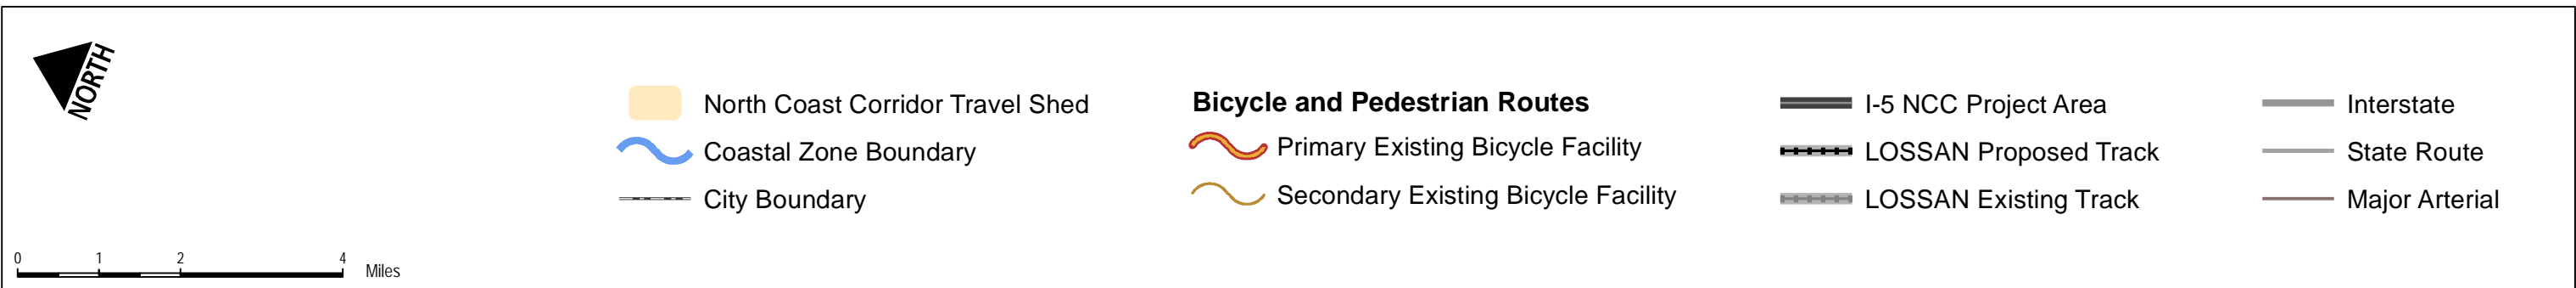 NORTH
North Coast Corridor Travel Shed
Coastal Zone Boundary
City Boundary
Bicycle and Pedestrian Routes
Primary Existing Bicycle Facility
Secondary Existing Bicycle Facility
I-5 NCC Project Area
LOSSAN Proposed Track
LOSSAN Existing Track
Interstate
State Route
Major Arterial
0 1 2 4 Miles